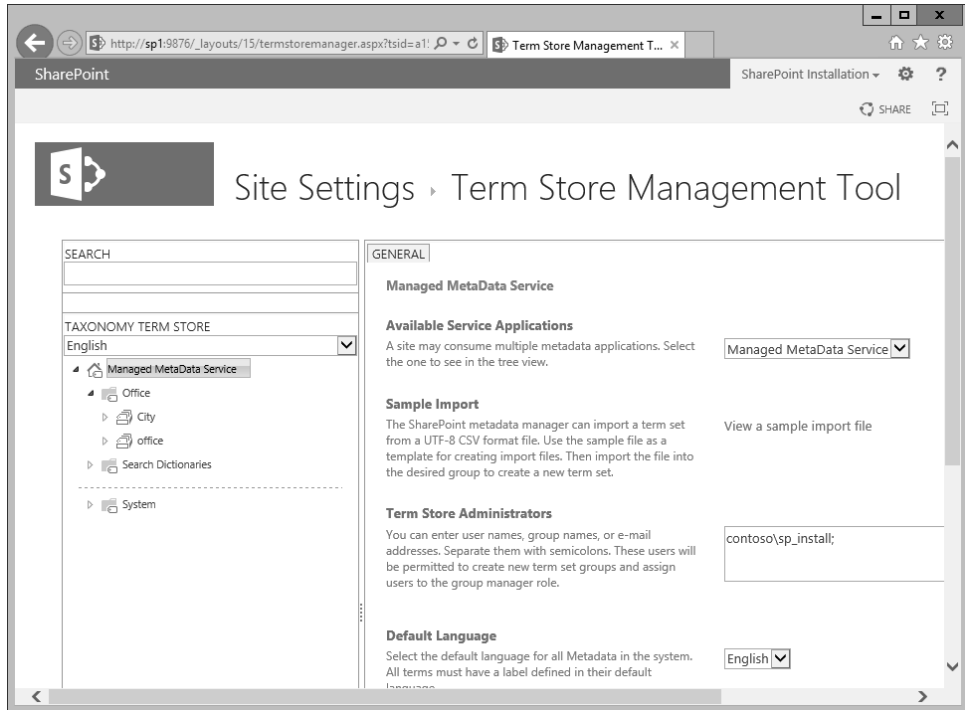 http://sp1:9876/_layouts/15/termstoremanager.aspx?tsid=a1!
Term Store Management T...
SharePoint
SharePoint Installation
?
SHARE
S
Site Settings
Term Store Management Tool
SEARCH
TAXONOMY TERM STORE
English
Managed MetaData Service
Office
City
office
Search Dictionaries
System
GENERAL
Managed MetaData Service
Available Service Applications
A site may consume multiple metadata applications. Select
the one to see in the tree view.
Managed MetaData Service
Sample Import
The SharePoint metadata manager can import a term set
from a UTF-8 CSV format file. Use the sample file as a
template for creating import files. Then import the file into
the desired group to create a new term set.
View a sample import file
Term Store Administrators
You can enter user names, group names, or e-mail
addresses. Separate them with semicolons. These users will
be permitted to create new term set groups and assign
users to the group manager role.
contoso\sp_install;
Default Language
Select the default language for all Metadata in the system.
All terms must have a label defined in their default
English